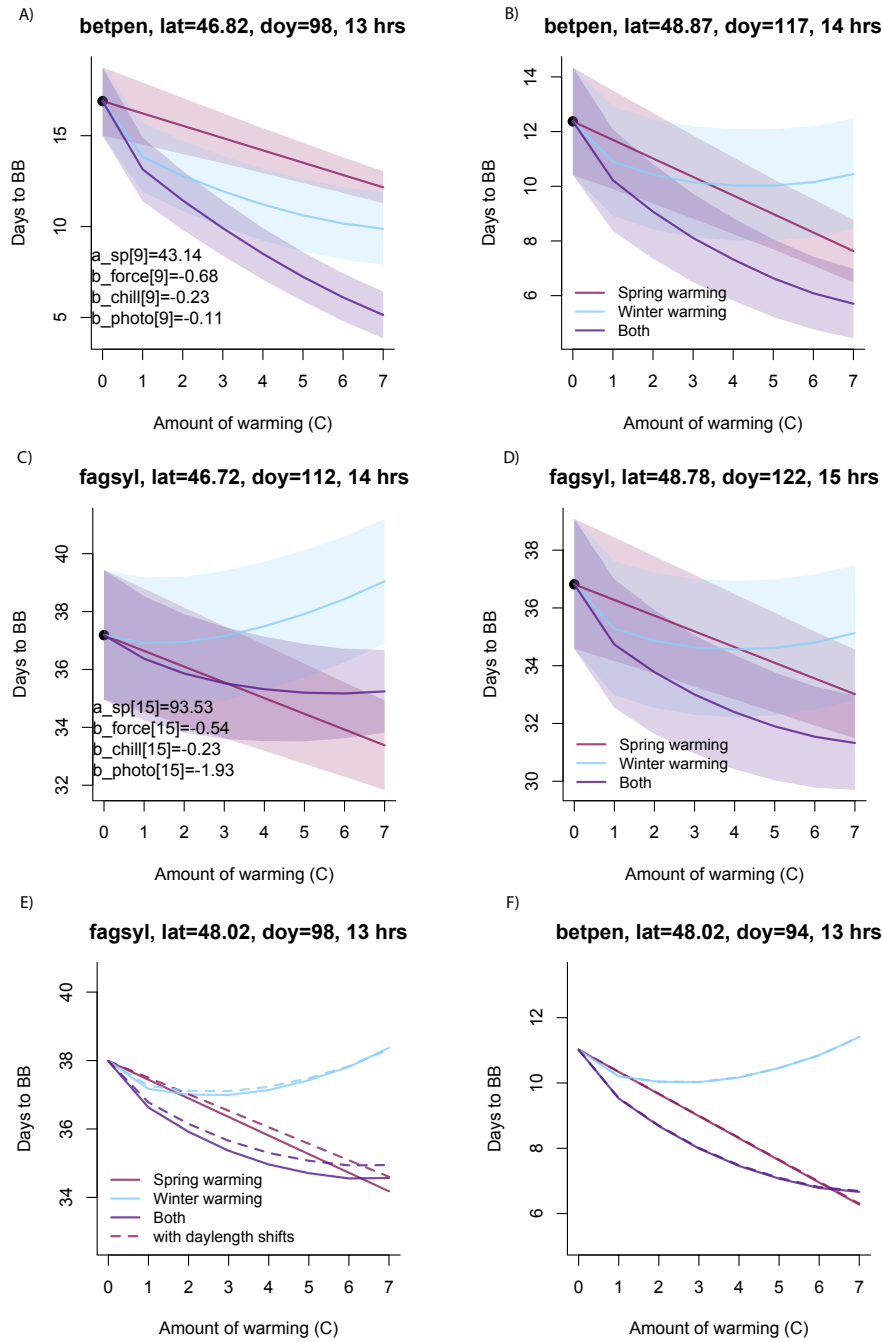 A)
betpen, lat=46.82, doy=98, 13 hrs
Days to BB
15
10
5
a_sp[9]=43.14
b_force[9]=-0.68
b_chill[9]=-0.23
b_photo[9]=-0.11
0 1 2 3 4 5 6 7
Amount of warming (C)
B)
betpen, lat=48.87, doy=117, 14 hrs
Days to BB
14
12
10
8
6
Spring warming
Winter warming
Both
0 1 2 3 4 5 6 7
Amount of warming (C)
C)
fagsyl, lat=46.72, doy=112, 14 hrs
Days to BB
40
38
36
34
32
a_sp[15]=93.53
b_force[15]=-0.54
b_chill[15]=-0.23
b_photo[15]=-1.93
0 1 2 3 4 5 6 7
Amount of warming (C)
D)
fagsyl, lat=48.78, doy=122, 15 hrs
Days to BB
38
36
34
32
30
Spring warming
Winter warming
Both
0 1 2 3 4 5 6 7
Amount of warming (C)
E)
fagsyl, lat=48.02, doy=98, 13 hrs
Days to BB
40
38
36
34
Spring warming
Winter warming
Both
with daylength shifts
0 1 2 3 4 5 6 7
Amount of warming (C)
F)
betpen, lat=48.02, doy=94, 13 hrs
Days to BB
12
10
8
6
0 1 2 3 4 5 6 7
Amount of warming (C)